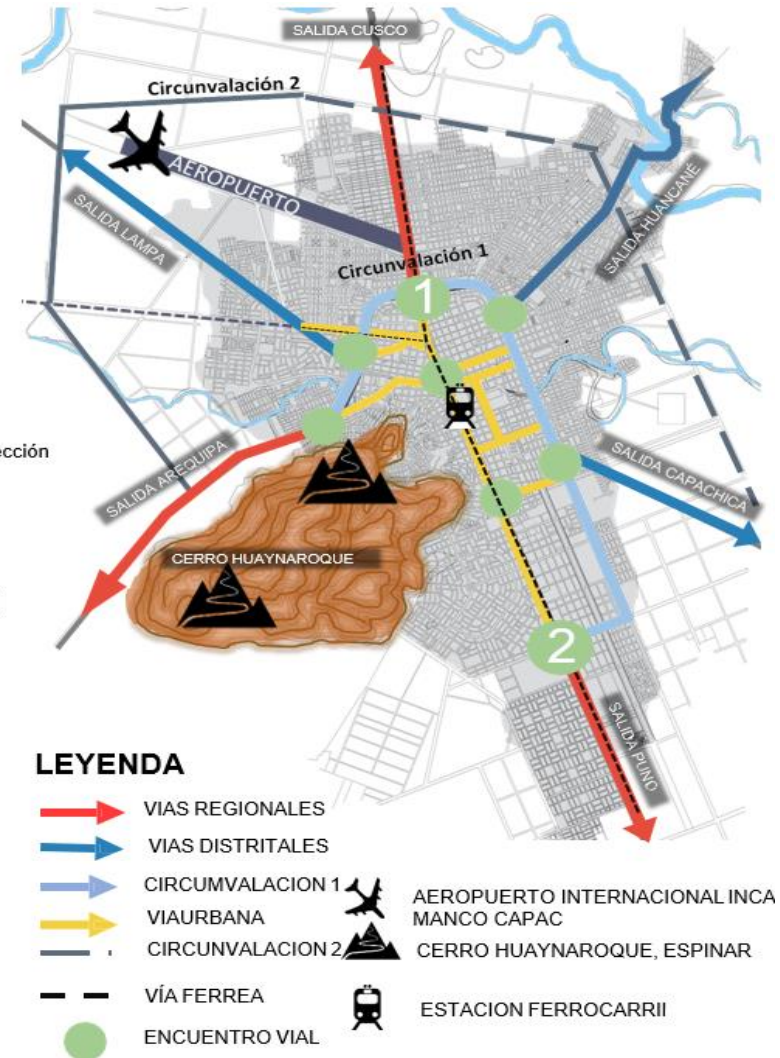 SALIDA CUSCO
Circunvalación 2
AEROPUERTO
SALIDA LAMPA
SALIDA HUANCANÉ
Circunvalación 1
1
ección
SALIDA AREQUIPA
SALIDA CAPACHICA
CERRO HUAYNAROQUE
2
SALIDA PUNO
LEYENDA
VIAS REGIONALES
VIAS DISTRITALES
CIRCUMVALACION 1
VIAURBANA
CIRCUNVALACION 2
VÍA FERREA
ENCUENTRO VIAL
AEROPUERTO INTERNACIONAL INCA
MANCO CAPAC
CERRO HUAYNAROQUE, ESPINAR
ESTACION FERROCARRIl